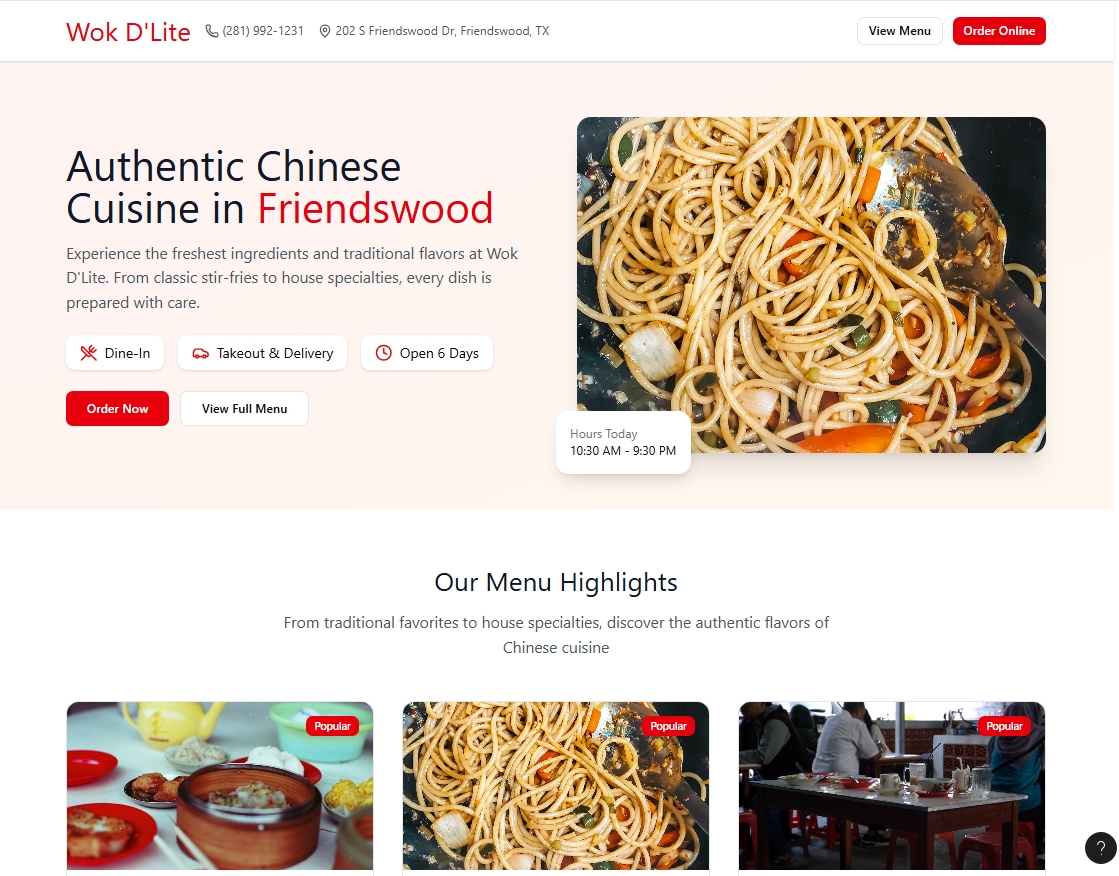 Wok D'Lite
(281) 992-1231
202 S Friendswood Dr, Friendswood, TX
View Menu
Order Online
Authentic Chinese
Cuisine in Friendswood
Experience the freshest ingredients and traditional flavors at Wok
D'Lite. From classic stir-fries to house specialties, every dish is
prepared with care.
Dine-In
Takeout & Delivery
Open 6 Days
Order Now
View Full Menu
Hours Today
10:30 AM - 9:30 PM
Our Menu Highlights
From traditional favorites to house specialties, discover the authentic flavors of
Chinese cuisine
Popular
Popular
Popular
?